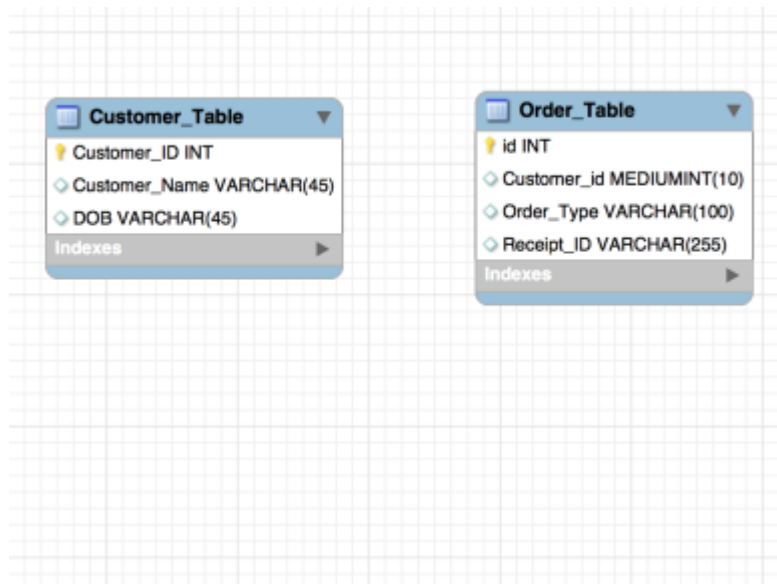 Customer_Table
Customer_ID INT
Customer_Name VARCHAR(45)
DOB VARCHAR(45)
Indexes
Order_Table
id INT
Customer_id MEDIUMINT(10)
Order_Type VARCHAR(100)
Receipt_ID VARCHAR(255)
Indexes